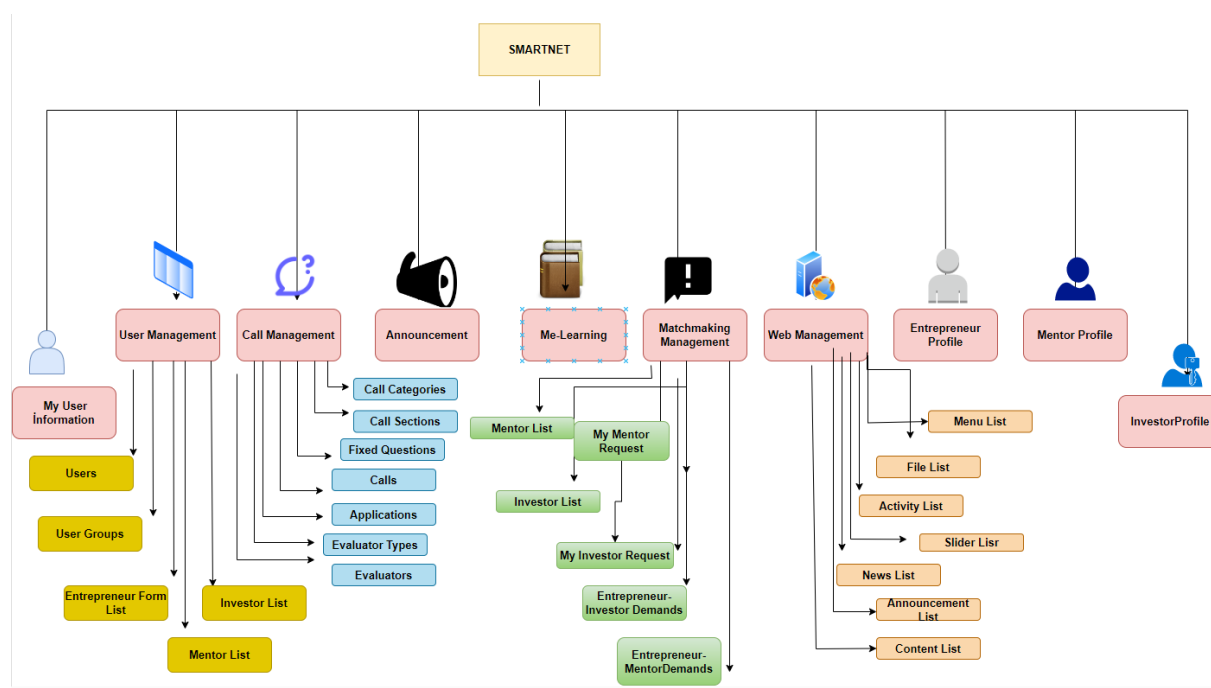 SMARTNET
User Management
Call Management
Announcement
Me-Learning
Matchmaking
Management
Web Management
Entrepreneur
Profile
Mentor Profile
My User
İnformation
InvestorProfile
Call Categories
Call Sections
Fixed Questions
Calls
Applications
Evaluator Types
Evaluators
Users
User Groups
Entrepreneur Form
List
Investor List
Mentor List
Mentor List
My Mentor
Request
Investor List
My Investor Request
Entrepreneur-
Investor Demands
Entrepreneur-
MentorDemands
Menu List
File List
Activity List
Slider Lisr
News List
Announcement
List
Content List